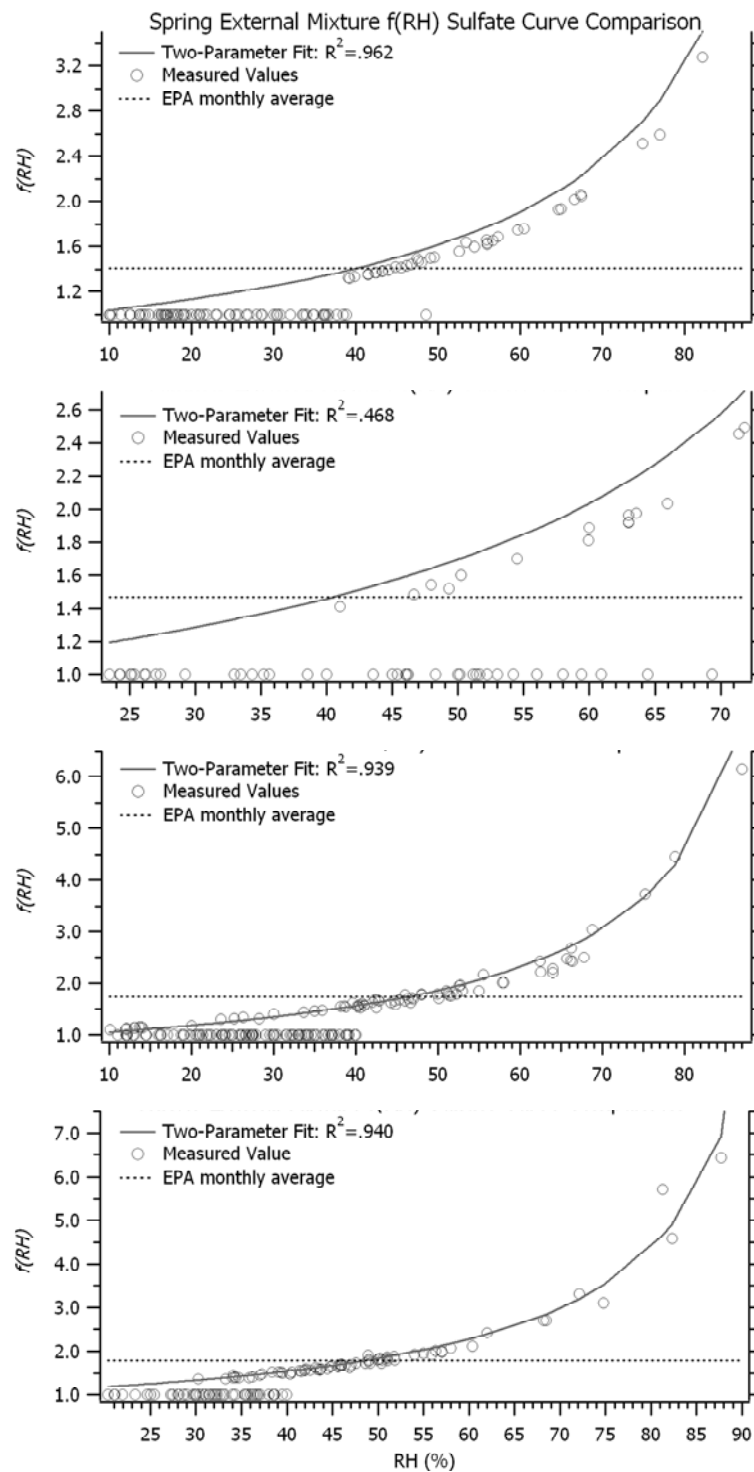 Spring External Mixture f(RH) Sulfate Curve Comparison
Two-Parameter Fit: R2=.962
Measured Values
EPA monthly average
f(RH)
3.2
2.8
2.4
2.0
1.6
1.2
10 20 30 40 50 60 70 80
Two-Parameter Fit: R2=.468
Measured Values
EPA monthly average
f(RH)
2.6
2.4
2.2
2.0
1.8
1.6
1.4
1.2
1.0
25 30 35 40 45 50 55 60 65 70
Two-Parameter Fit: R2=.939
Measured Values
EPA monthly average
f(RH)
6.0
5.0
4.0
3.0
2.0
1.0
10 20 30 40 50 60 70 80
Two-Parameter Fit: R2=.940
Measured Value
EPA monthly average
f(RH)
7.0
6.0
5.0
4.0
3.0
2.0
1.0
25 30 35 40 45 50 55 60 65 70 75 80 85 90
RH (%)